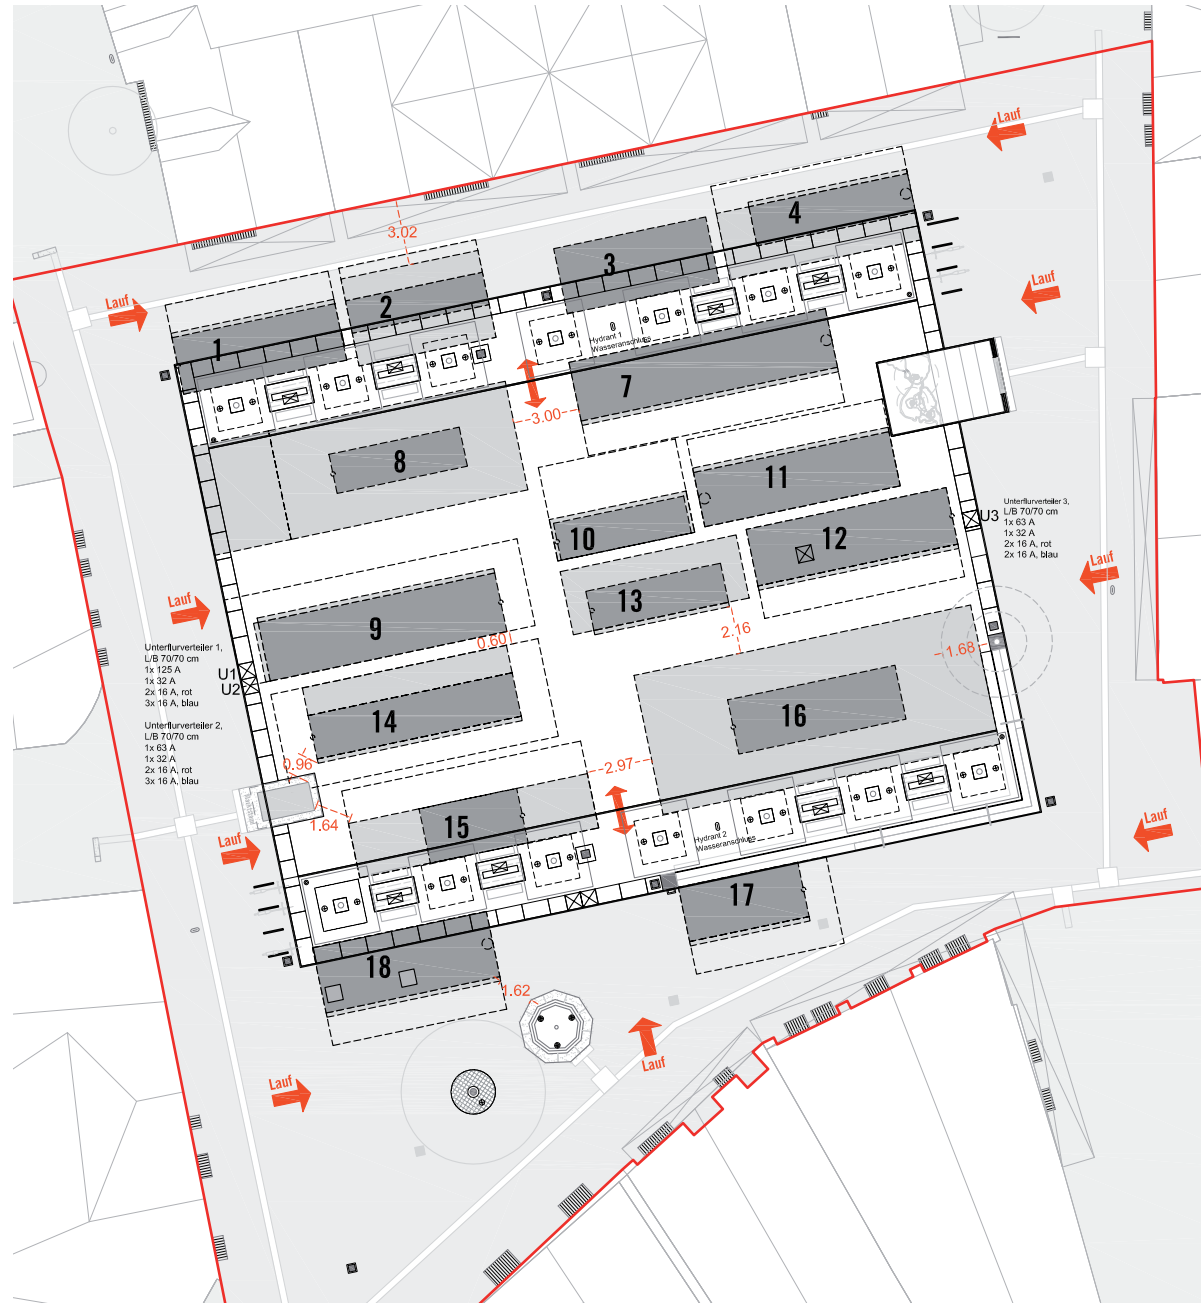 Lauf
4
3.02
3
Lauf
Lauf
2
Hydrant 1
Wasseranschluss
1
7
3.00
8
11
Unterflurverteiler 3,
L/B 70/70 cm
1x 63 A
1x 32 A
2x 16 A, rot
2x 16 A, blau
U3
10
12
Lauf
Lauf
13
9
0.60
2.16
1.68
Unterflurverteiler 1,
L/B 70/70 cm
1x 125 A
1x 32 A
2x 16 A, rot
3x 16 A, blau
U1
U2
14
16
Unterflurverteiler 2,
L/B 70/70 cm
1x 63 A
1x 32 A
2x 16 A, rot
3x 16 A, blau
0.96
2.97
1.64
15
Hydrant 2
Wasseranschluss
Lauf
Lauf
17
18
1.62
Lauf
Lauf